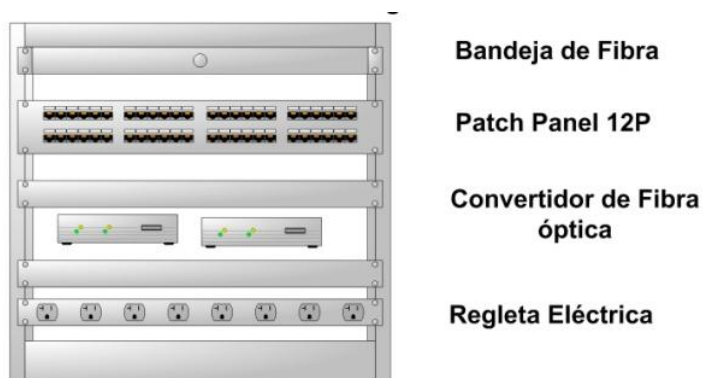 Bandeja de Fibra
Patch Panel 12P
Convertidor de Fibra
óptica
Regleta Eléctrica